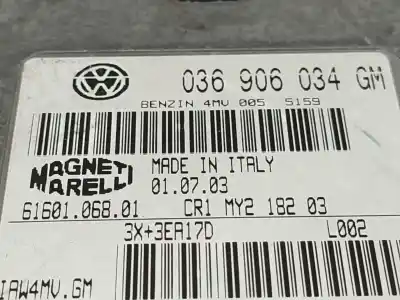 036 906 034 GM
BENZIN 4MV 005 5159
MAGNETI MARELLI
MADE IN ITALY
01.07.03
61601.068.01 CR1 MY2 182 03
3X+3EA17D L002
IAW4MV.GM